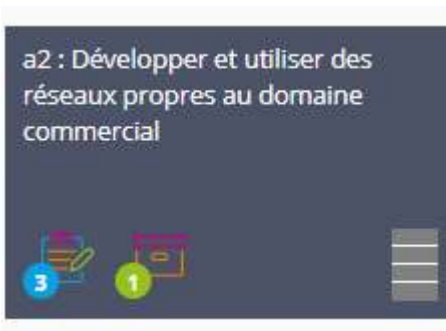 a2 : Développer et utiliser des
réseaux propres au domaine
commercial
3
1